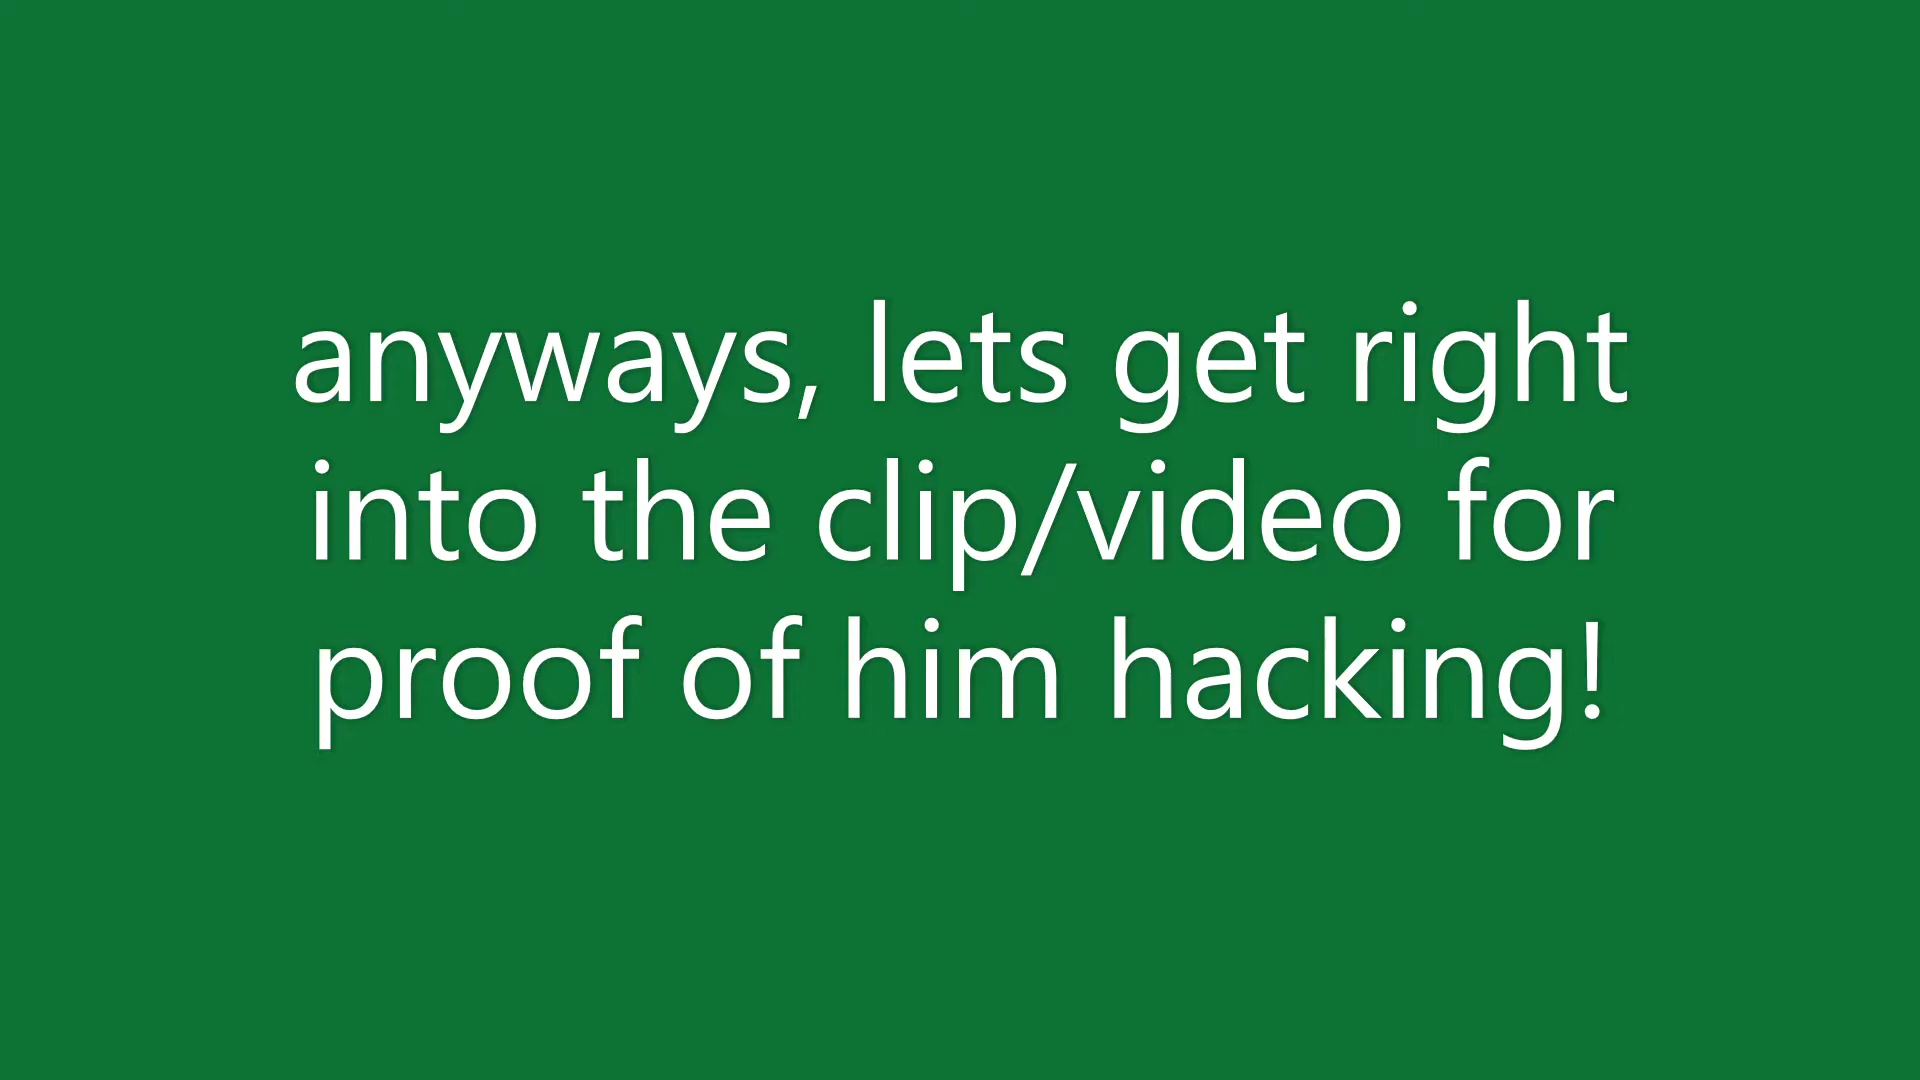 anyways, lets get right
into the clip/video for
proof of him hacking!